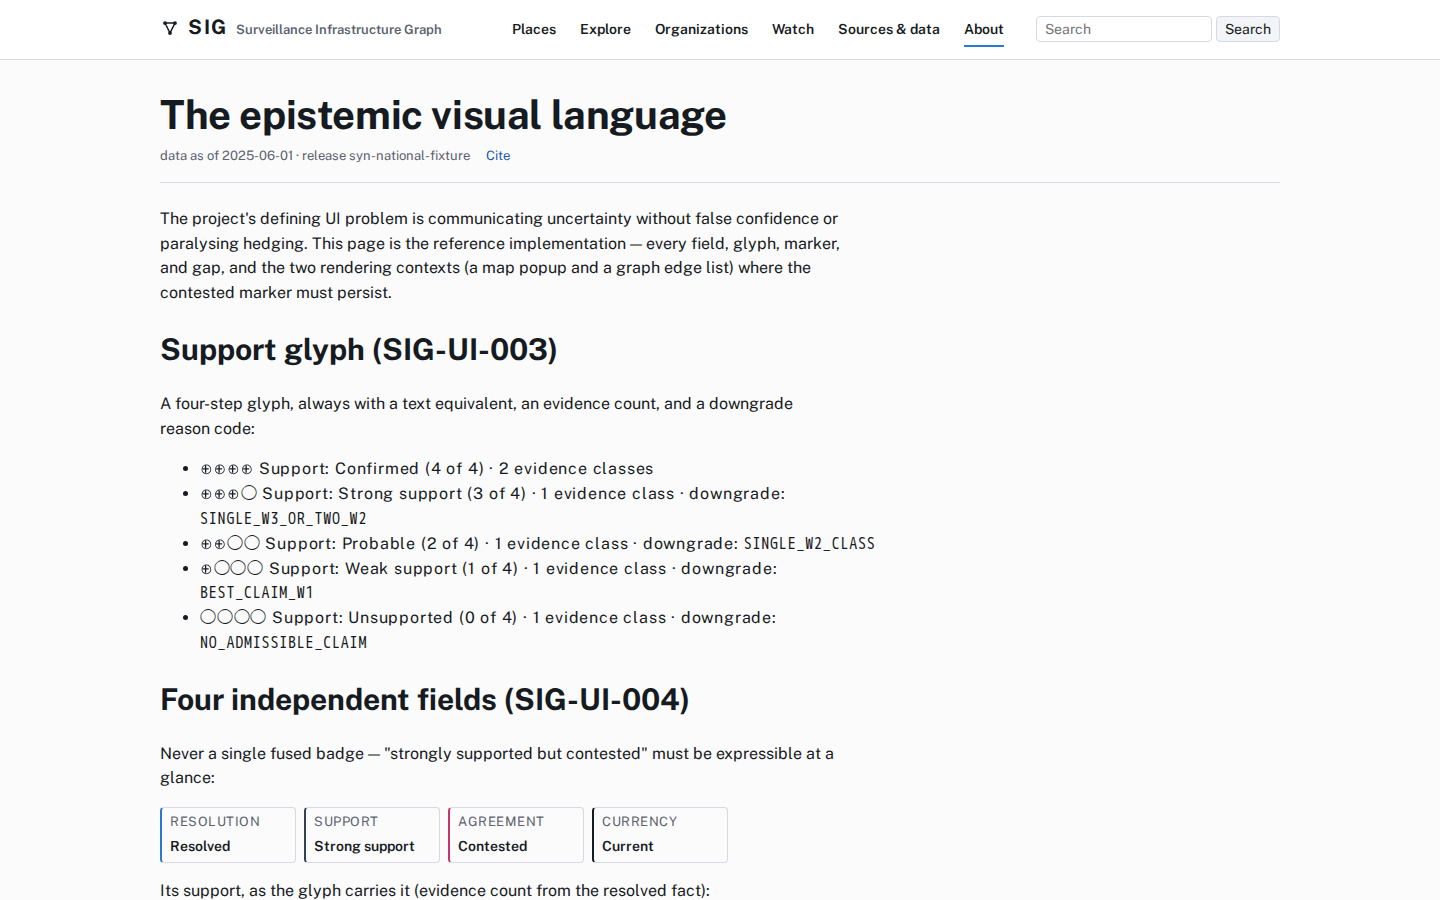 SIG Surveillance Infrastructure Graph Places Explore Organizations Watch Sources & data About Search Search
The epistemic visual language
data as of 2025-06-01 · release syn-national-fixture Cite
The project's defining UI problem is communicating uncertainty without false confidence or
paralysing hedging. This page is the reference implementation — every field, glyph, marker,
and gap, and the two rendering contexts (a map popup and a graph edge list) where the
contested marker must persist.
Support glyph (SIG-UI-003)
A four-step glyph, always with a text equivalent, an evidence count, and a downgrade
reason code:
• ⊕⊕⊕⊕ Support: Confirmed (4 of 4) · 2 evidence classes
• ⊕⊕⊕◯ Support: Strong support (3 of 4) · 1 evidence class · downgrade:
SINGLE_W3_OR_TWO_W2
• ⊕⊕◯◯ Support: Probable (2 of 4) · 1 evidence class · downgrade: SINGLE_W2_CLASS
• ⊕◯◯◯ Support: Weak support (1 of 4) · 1 evidence class · downgrade:
BEST_CLAIM_W1
• ◯◯◯◯ Support: Unsupported (0 of 4) · 1 evidence class · downgrade:
NO_ADMISSIBLE_CLAIM
Four independent fields (SIG-UI-004)
Never a single fused badge — "strongly supported but contested" must be expressible at a
glance:
RESOLUTION SUPPORT AGREEMENT CURRENCY
Resolved Strong support Contested Current
Its support, as the glyph carries it (evidence count from the resolved fact):